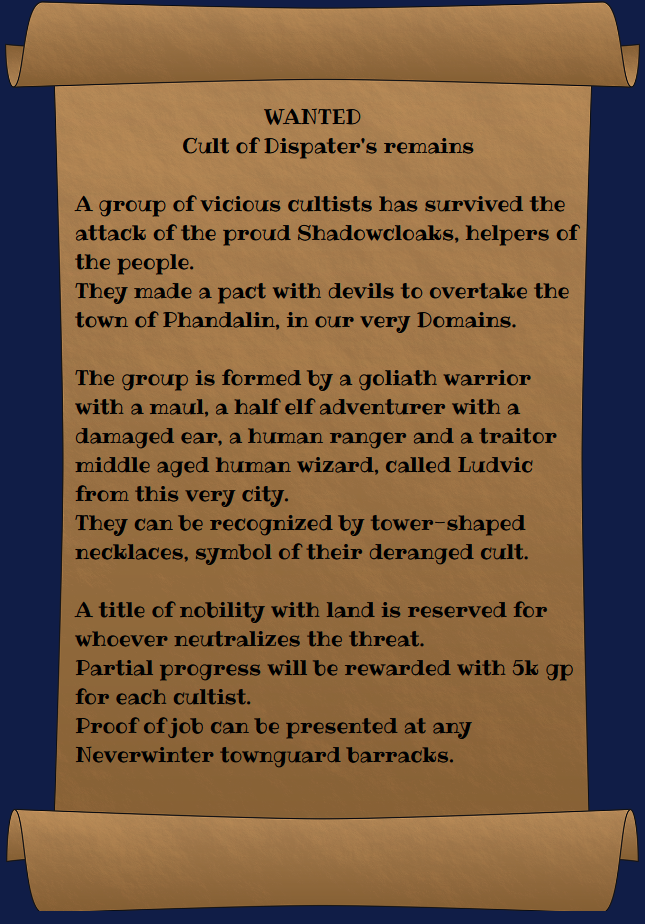 WANTED
Cult of Dispater's remains
A group of vicious cultists has survived the
attack of the proud Shadowcloaks, helpers of
the people.
They made a pact with devils to overtake the
town of Phandalin, in our very Domains.
The group is formed by a goliath warrior
with a maul, a half elf adventurer with a
damaged ear, a human ranger and a traitor
middle aged human wizard, called Ludvic
from this very city.
They can be recognized by tower-shaped
necklaces, symbol of their deranged cult.
A title of nobility with land is reserved for
whoever neutralizes the threat.
Partial progress will be rewarded with 5k gp
for each cultist.
Proof of job can be presented at any
Neverwinter townguard barracks.